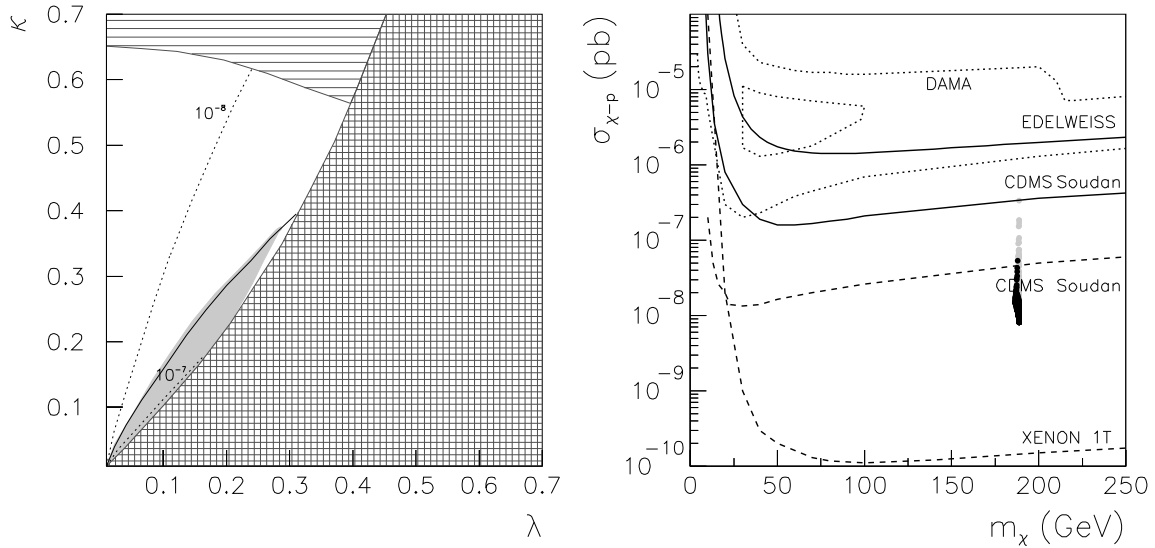 κ
0.7
0.6
0.5
0.4
0.3
0.2
0.1
10⁻⁸
10⁻⁷
0.1 0.2 0.3 0.4 0.5 0.6 0.7
λ
σχ-p (pb)
10⁻⁵
10⁻⁶
10⁻⁷
10⁻⁸
10⁻⁹
10⁻¹⁰
DAMA
EDELWEISS
CDMS Soudan
CDMS Soudan
XENON 1T
0 50 100 150 200 250
mχ (GeV)